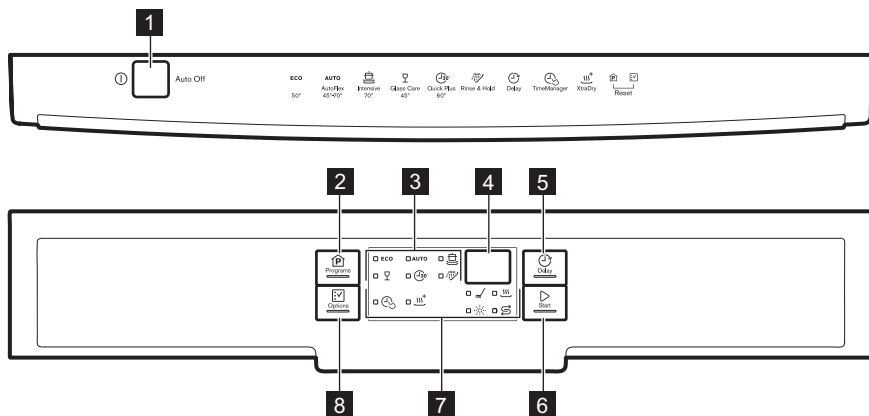 1
Auto Off
ECO AUTO
AutoFlex Intensive Glass Care Quick Plus Rinse & Hold Delay TimeManager XtraDry
50° 45°-70° 70° 45° 60° Reset
2 3 4 5
ECO AUTO
30'
Programs Delay
Options Start
8 7 6